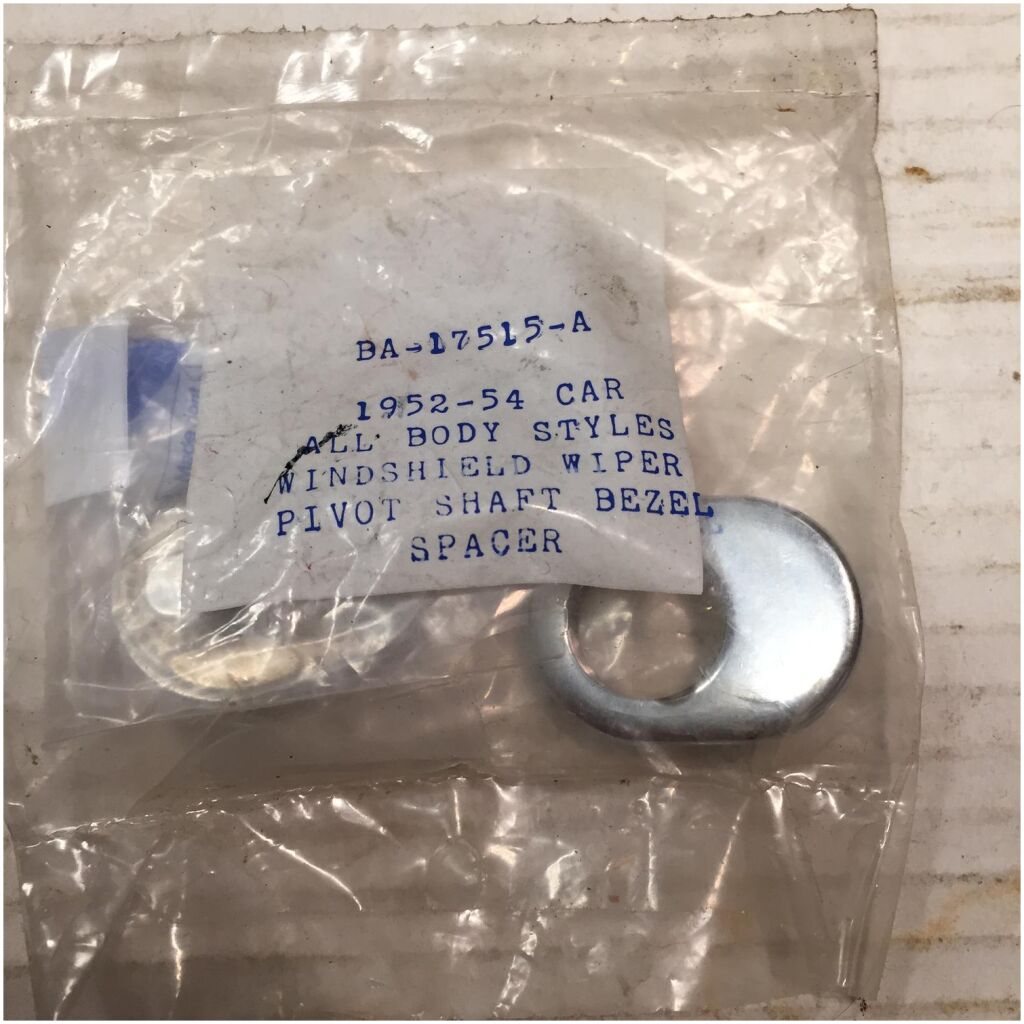 BA-17515-A
1952-54 CAR
ALL BODY STYLES
WINDSHIELD WIPER
PIVOT SHAFT BEZEL
SPACER